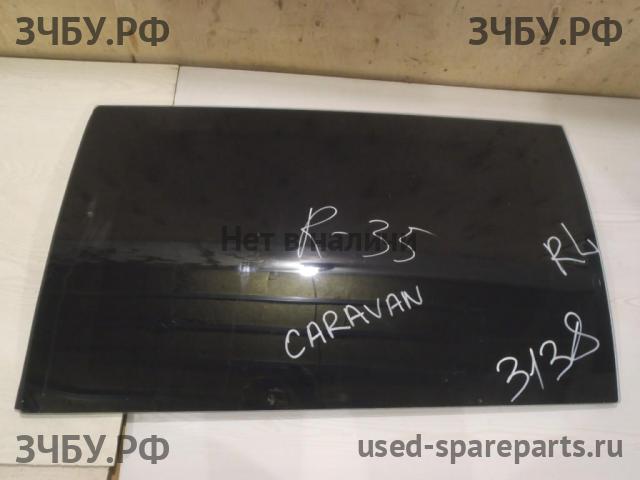 ЗЧБУ.РФ ЗЧБУ.РФ
R-35
Нет в наличии
RL
CARAVAN
3138
ЗЧБУ.РФ used-spareparts.ru